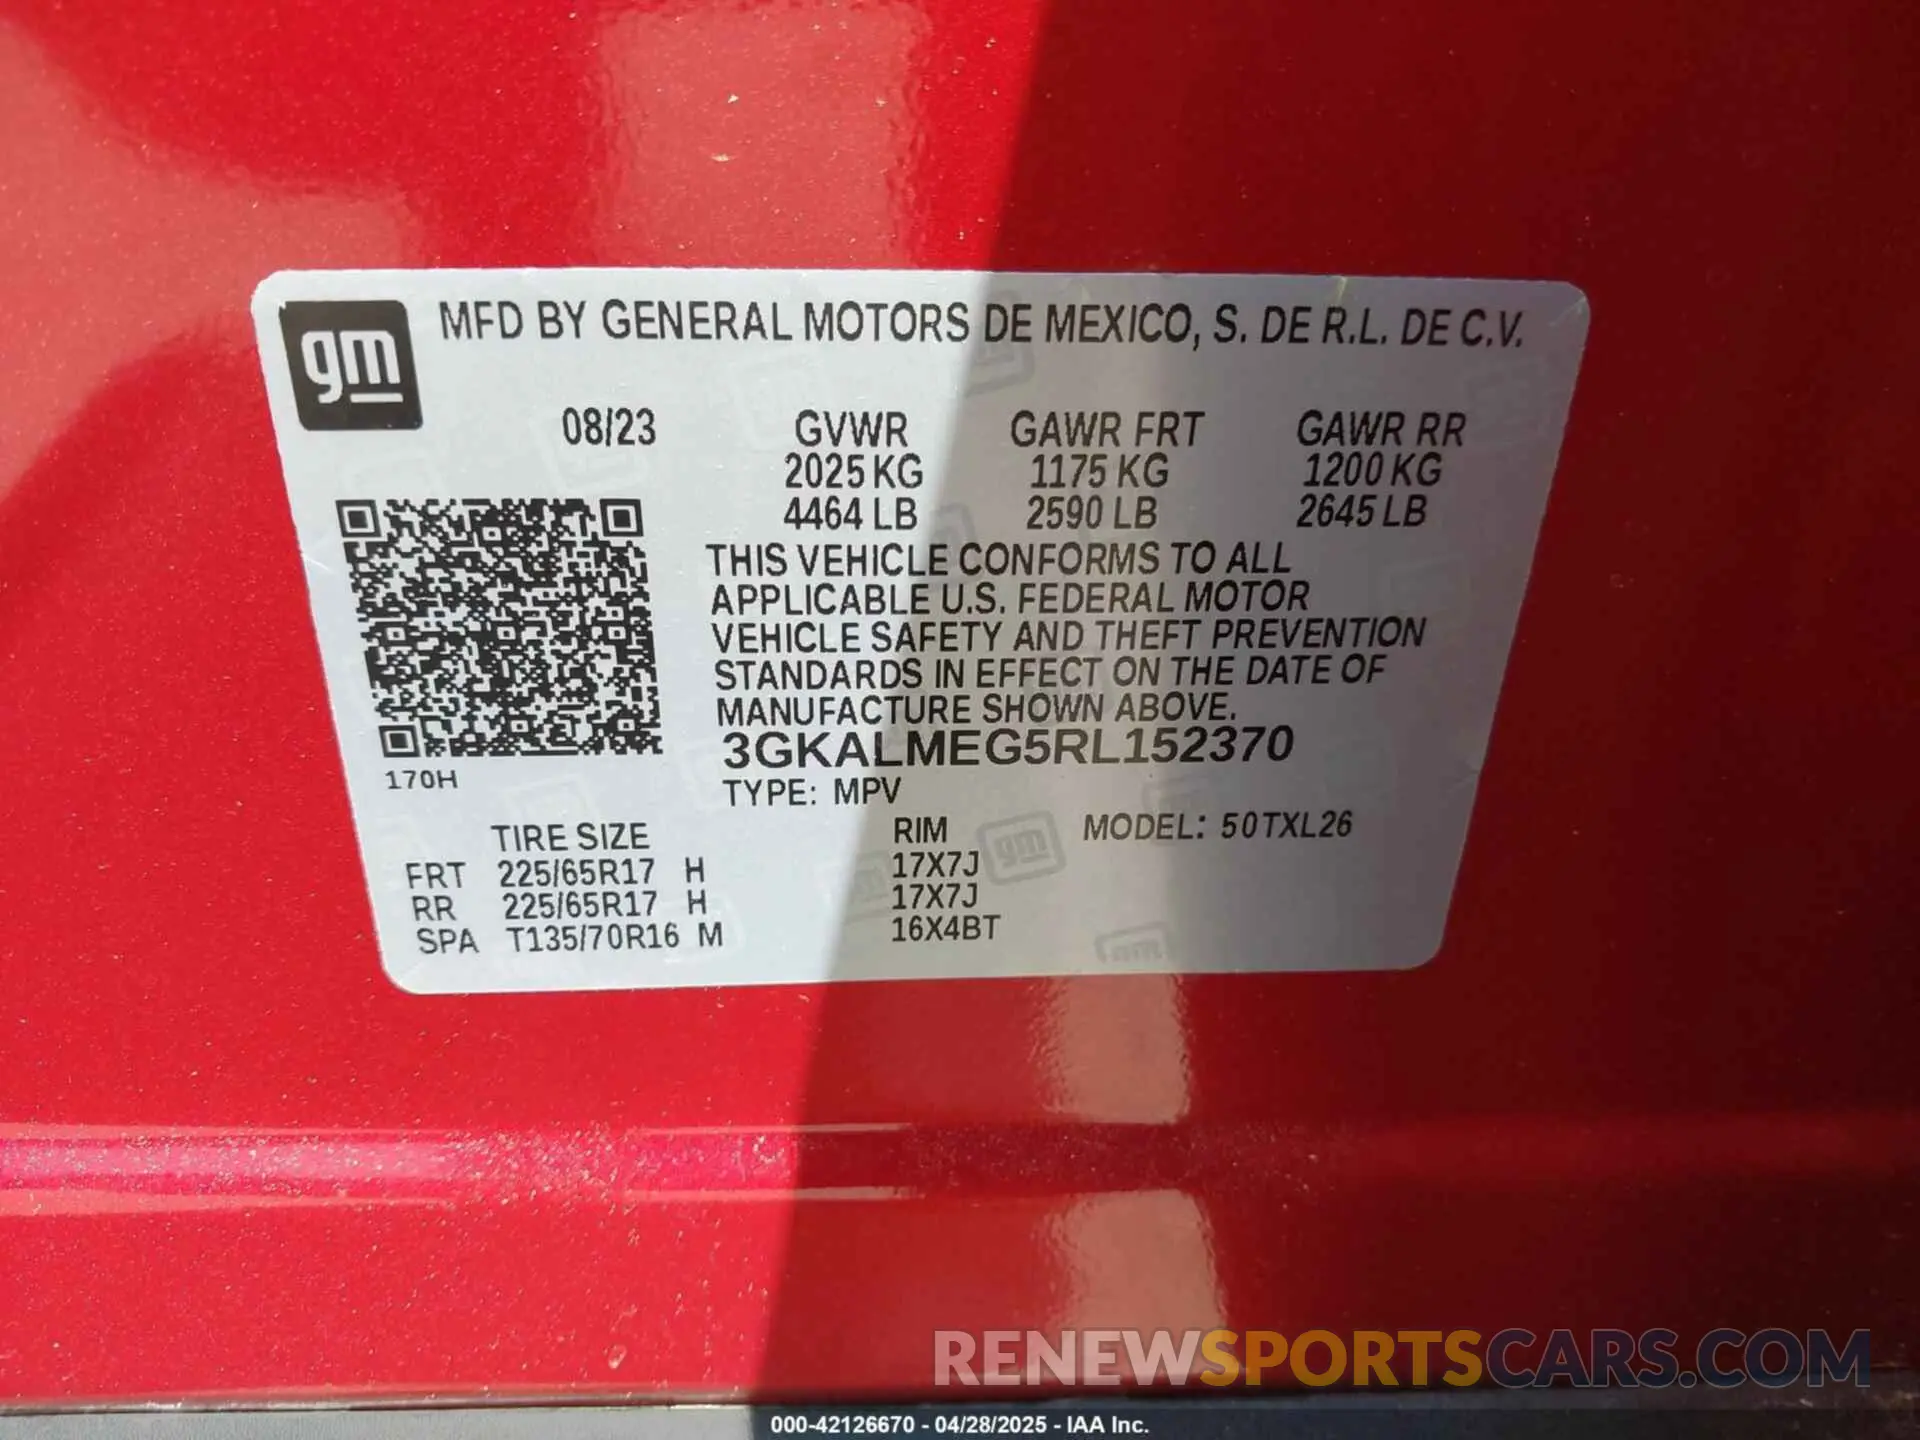 gm
MFD BY GENERAL MOTORS DE MEXICO, S. DE R.L. DE C.V.
08/23 GVWR GAWR FRT GAWR RR
2025 KG 1175 KG 1200 KG
4464 LB 2590 LB 2645 LB
THIS VEHICLE CONFORMS TO ALL
APPLICABLE U.S. FEDERAL MOTOR
VEHICLE SAFETY AND THEFT PREVENTION
STANDARDS IN EFFECT ON THE DATE OF
MANUFACTURE SHOWN ABOVE.
3GKALMEG5RL152370
170H
TYPE: MPV
TIRE SIZE RIM MODEL: 50TXL26
FRT 225/65R17 H 17X7J
RR 225/65R17 H 17X7J
SPA T135/70R16 M 16X4BT
gm
gm
RENEWSPORTSCARS.COM
000-42126670 - 04/28/2025 - IAA Inc.